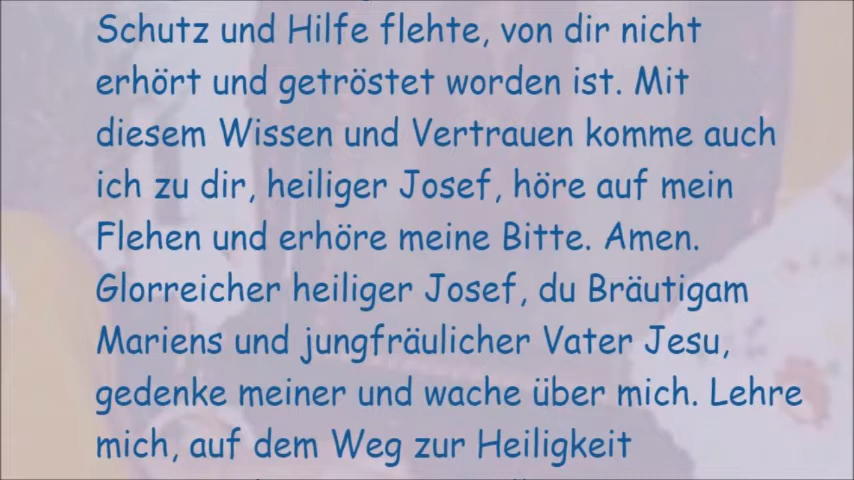 Schutz und Hilfe flehte, von dir nicht
erhört und getröstet worden ist. Mit
diesem Wissen und Vertrauen komme auch
ich zu dir, heiliger Josef, höre auf mein
Flehen und erhöre meine Bitte. Amen.
Glorreicher heiliger Josef, du Bräutigam
Mariens und jungfräulicher Vater Jesu,
gedenke meiner und wache über mich. Lehre
mich, auf dem Weg zur Heiligkeit